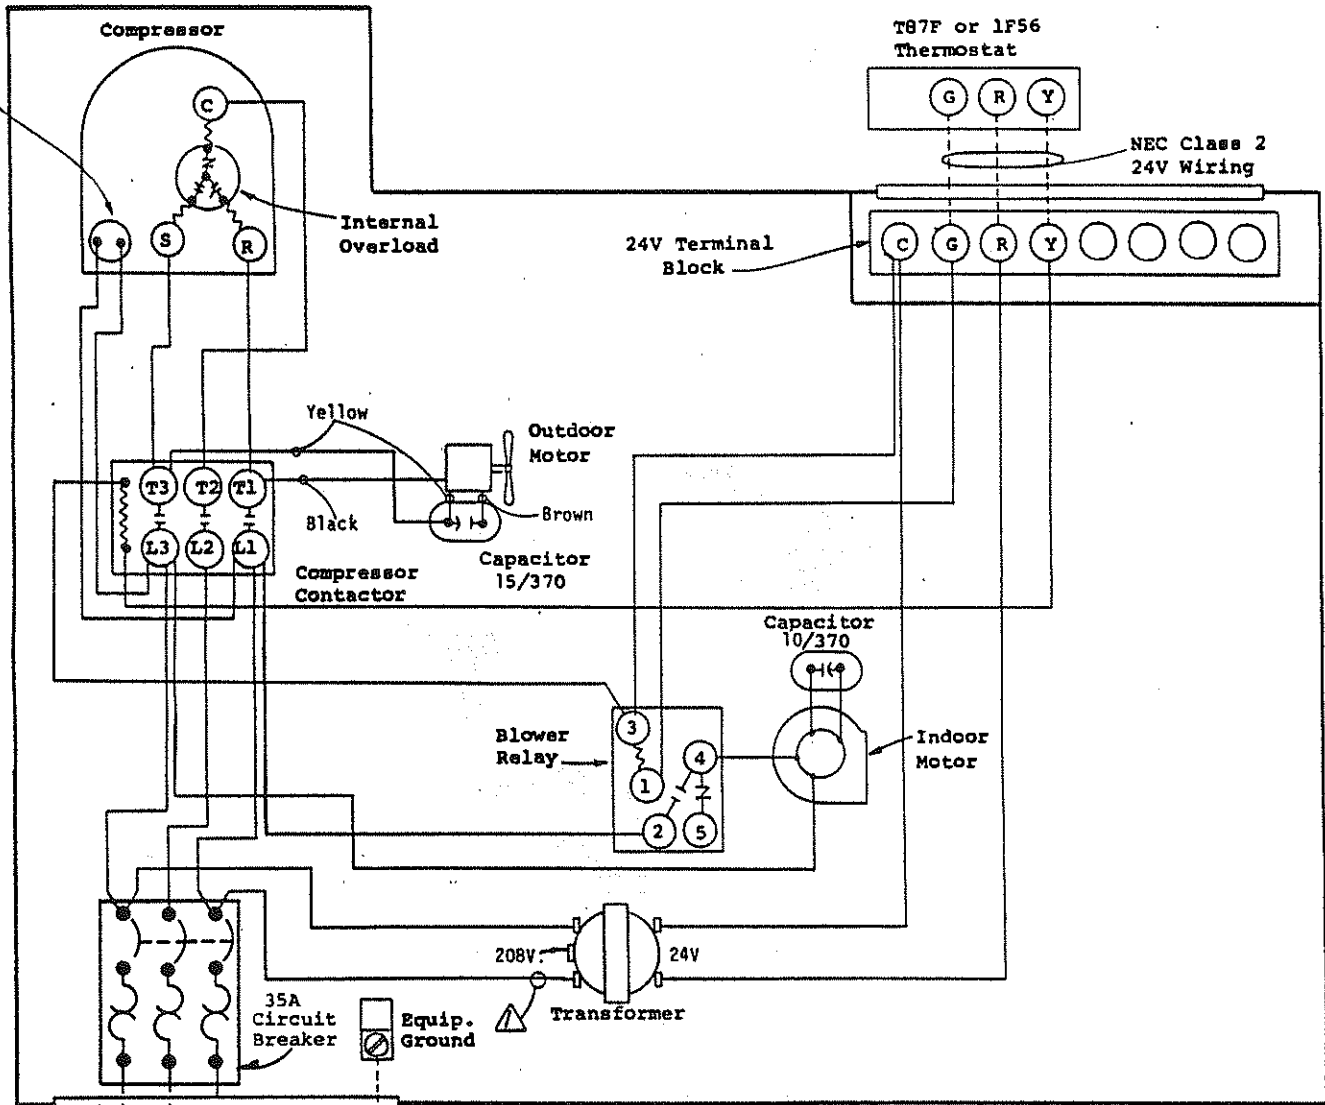 Compressor
C
S
R
Internal
Overload
T87F or 1F56
Thermostat
G R Y
NEC Class 2
24V Wiring
24V Terminal
Block
C G R Y
Yellow
Outdoor
Motor
T3 T2 T1
Black
Brown
L3 L2 L1
Capacitor
15/370
Compressor
Contactor
Capacitor
10/370
Blower
Relay
3
4
1
2
5
Indoor
Motor
208V.
24V
Transformer
35A
Circuit
Breaker
Equip.
Ground